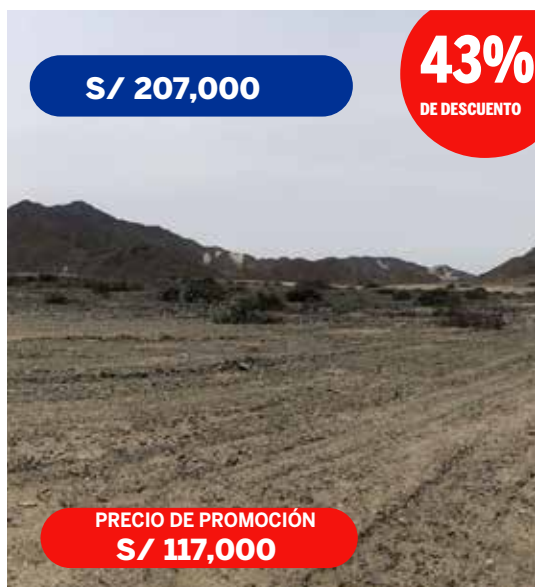 S/ 207,000
43%
DE DESCUENTO
PRECIO DE PROMOCIÓN
S/ 117,000